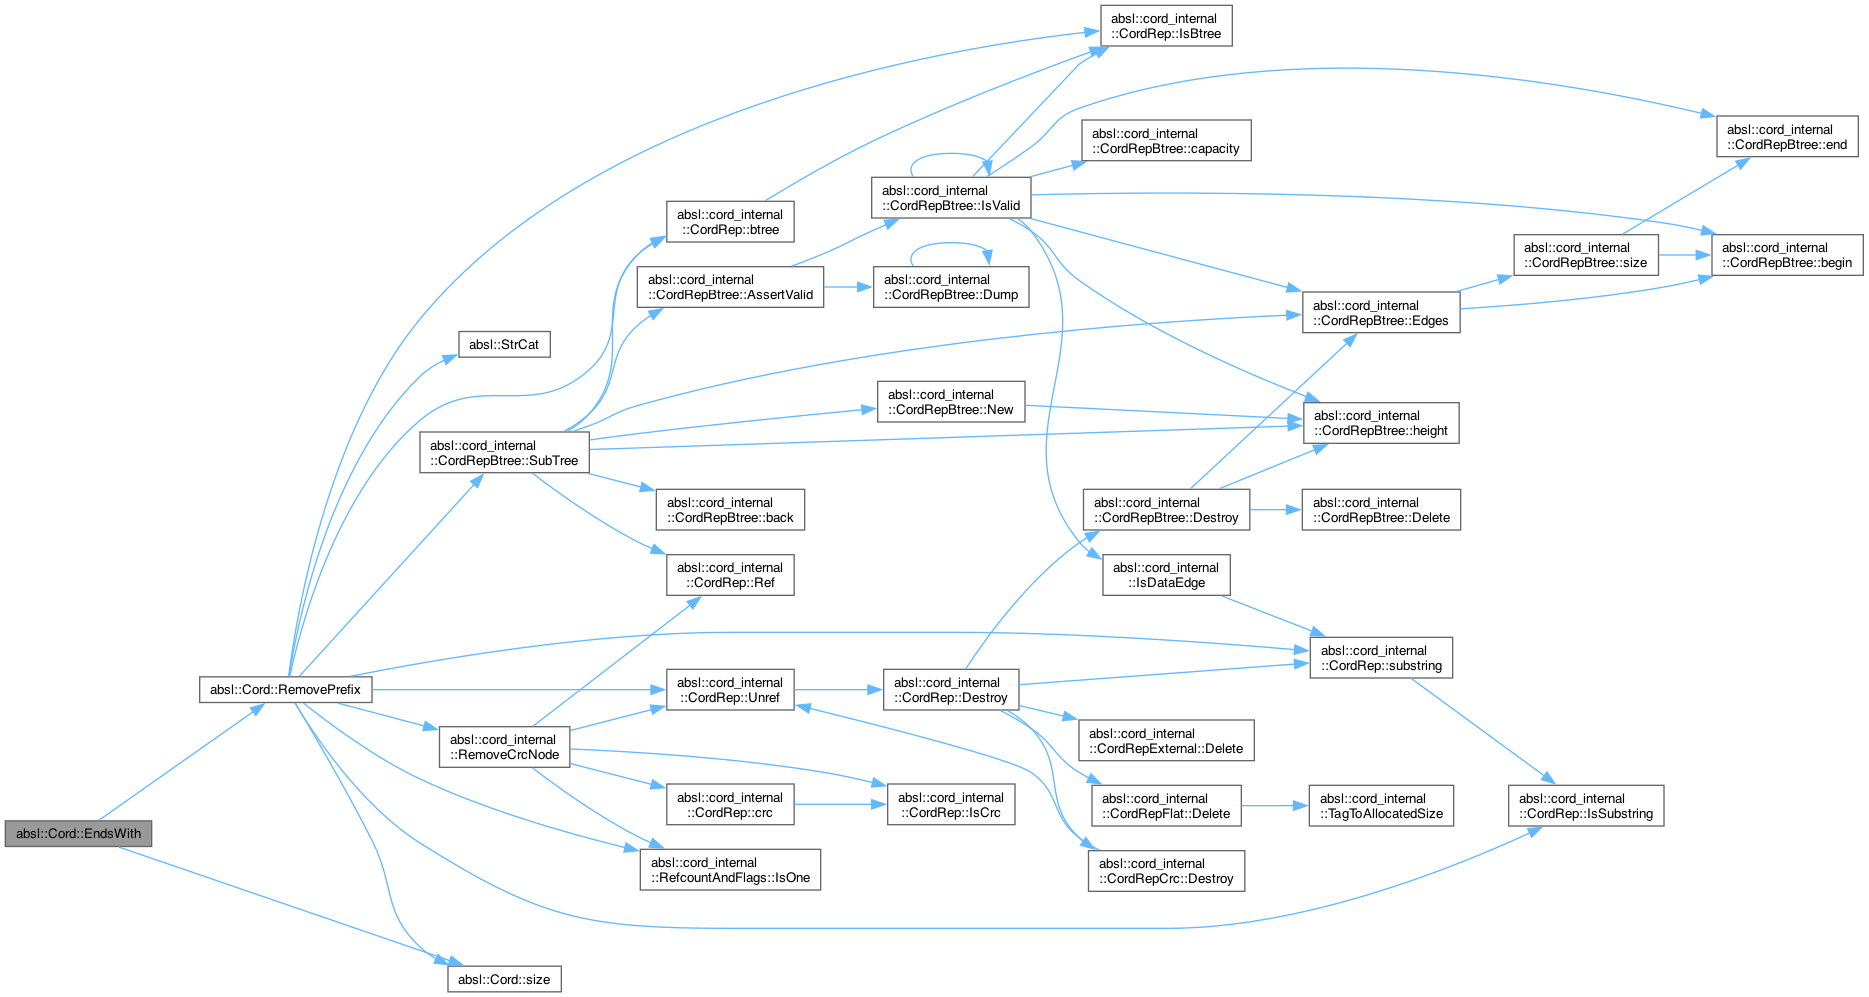 absl::cord_internal
::CordRep::IsBtree
absl::cord_internal
::CordRepBtree::end
absl::cord_internal
::CordRepBtree::capacity
absl::cord_internal
::CordRepBtree::IsValid
absl::cord_internal
::CordRep::btree
absl::cord_internal
::CordRepBtree::size
absl::cord_internal
::CordRepBtree::begin
absl::cord_internal
::CordRepBtree::AssertValid
absl::cord_internal
::CordRepBtree::Dump
absl::cord_internal
::CordRepBtree::Edges
absl::StrCat
absl::cord_internal
::CordRepBtree::New
absl::cord_internal
::CordRepBtree::height
absl::cord_internal
::CordRepBtree::SubTree
absl::cord_internal
::CordRepBtree::back
absl::cord_internal
::CordRepBtree::Destroy
absl::cord_internal
::CordRepBtree::Delete
absl::cord_internal
::CordRep::Ref
absl::cord_internal
::IsDataEdge
absl::cord_internal
::CordRep::substring
absl::Cord::RemovePrefix
absl::cord_internal
::CordRep::Unref
absl::cord_internal
::CordRep::Destroy
absl::cord_internal
::RemoveCrcNode
absl::cord_internal
::CordRepExternal::Delete
absl::cord_internal
::CordRep::crc
absl::cord_internal
::CordRep::IsCrc
absl::cord_internal
::CordRepFlat::Delete
absl::cord_internal
::TagToAllocatedSize
absl::cord_internal
::CordRep::IsSubstring
absl::Cord::EndsWith
absl::cord_internal
::RefcountAndFlags::IsOne
absl::cord_internal
::CordRepCrc::Destroy
absl::Cord::size